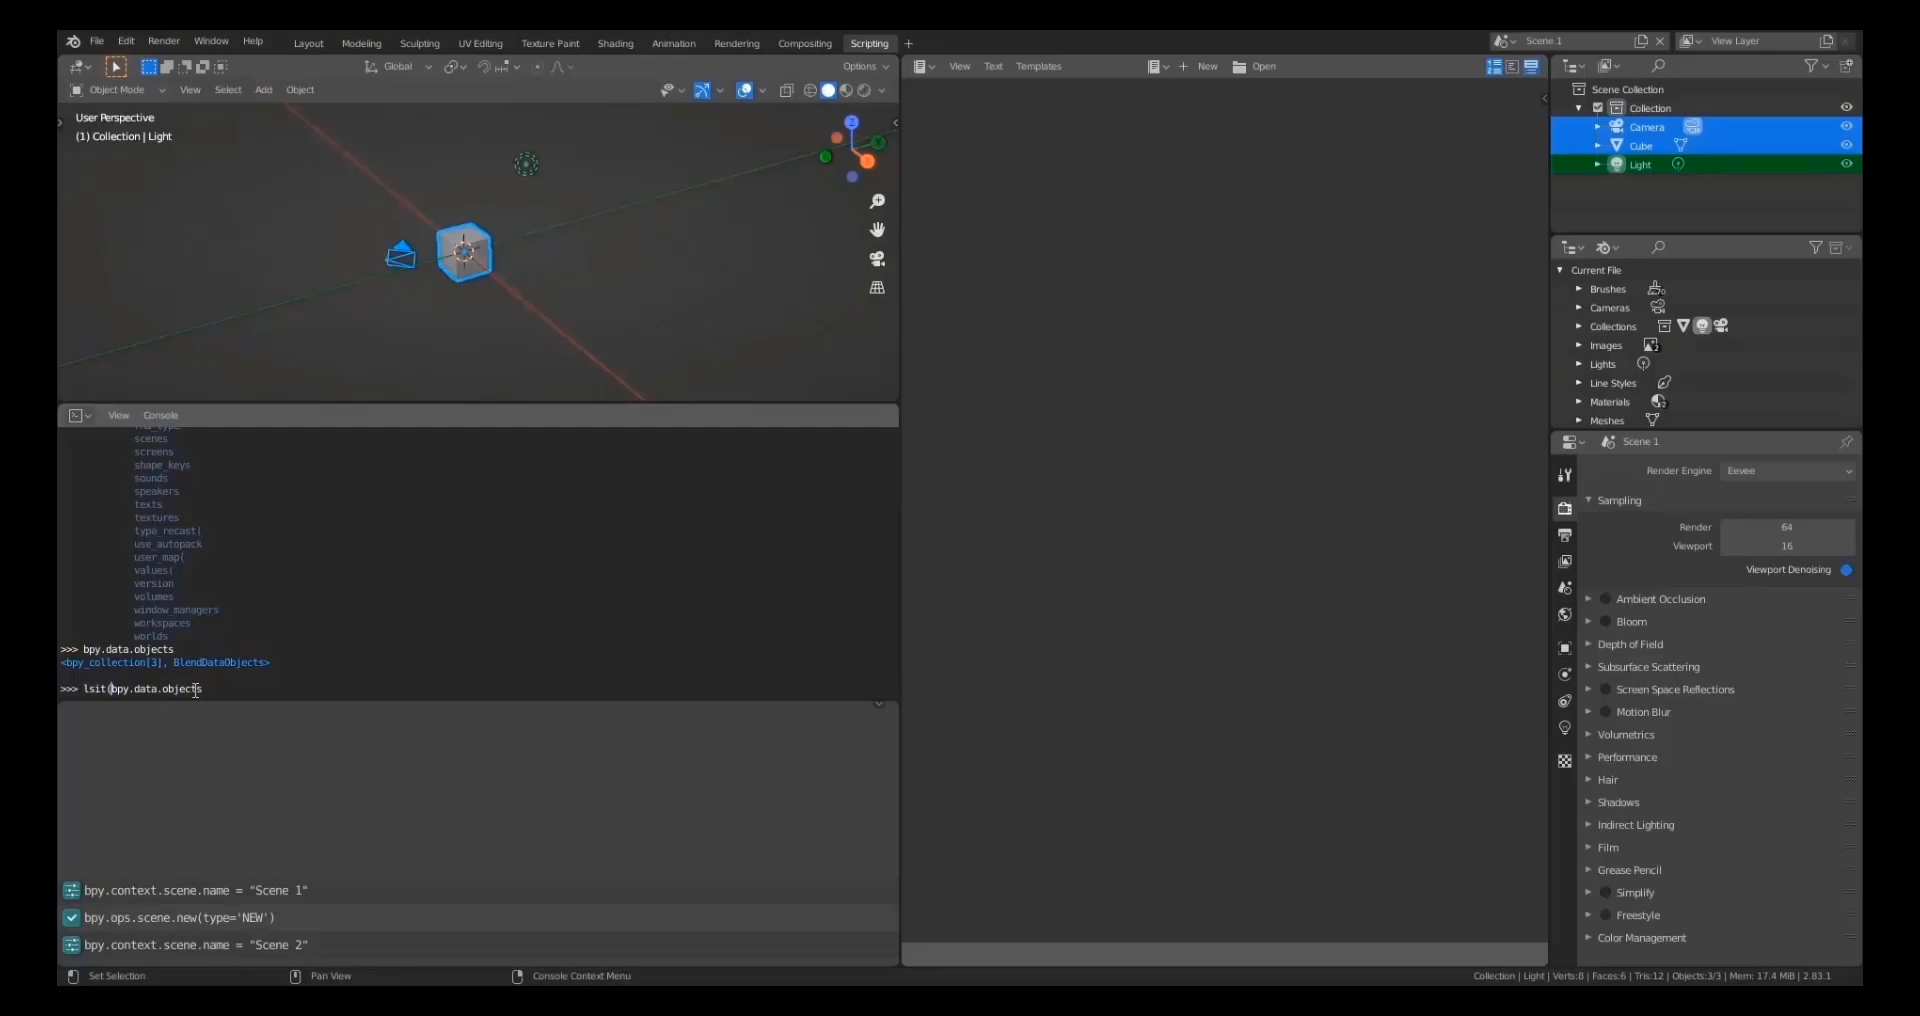 File Edit Render Window Help Layout Modeling Sculpting UV Editing Texture Paint Shading Animation Rendering Compositing Scripting + Scene 1 View Layer
Global Options
Object Mode View Select Add Object
User Perspective
(1) Collection | Light
Z
Y
View Console
scenes
screens
shape_keys
sounds
speakers
texts
textures
type_recast(
use_autopack
user_map(
values(
version
volumes
window_managers
workspaces
worlds
>>> bpy.data.objects
<bpy_collection[3], BlendDataObjects>
>>> lsit(bpy.data.objects
bpy.context.scene.name = "Scene 1"
bpy.ops.scene.new(type='NEW')
bpy.context.scene.name = "Scene 2"
View Text Templates New Open
Scene Collection
Collection
Camera
Cube
Light
Current File
Brushes
Cameras
Collections
Images 2
Lights
Line Styles
Materials 2
Meshes
Scene 1
Render Engine Eevee
Sampling
Render 64
Viewport 16
Viewport Denoising
Ambient Occlusion
Bloom
Depth of Field
Subsurface Scattering
Screen Space Reflections
Motion Blur
Volumetrics
Performance
Hair
Shadows
Indirect Lighting
Film
Grease Pencil
Simplify
Freestyle
Color Management
Set Selection Pan View Console Context Menu Collection | Light | Verts:8 | Faces:6 | Tris:12 | Objects:3/3 | Mem: 17.4 MiB | 2.83.1